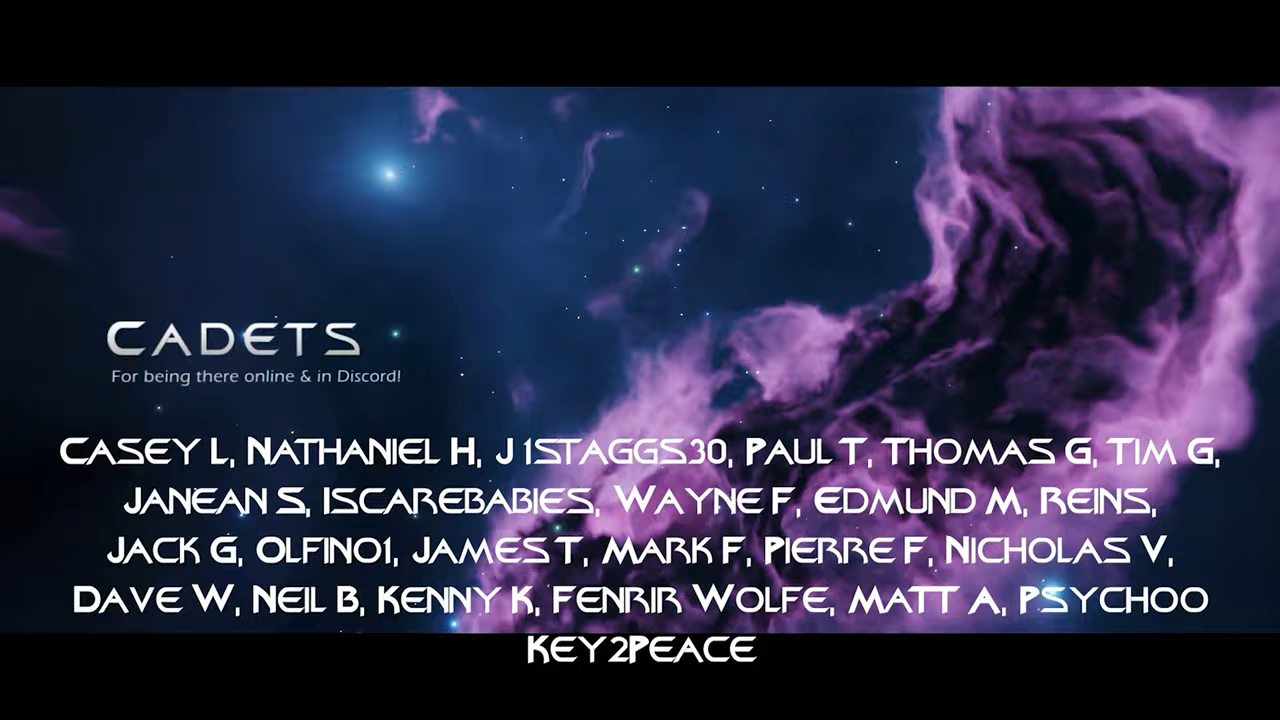 CADETS
For being there online & in Discord!
CASEY L, NATHANIEL H, J1STAGGS30, PAUL T, THOMAS G, TIM G,
JANEAN S, ISCAREBABIES, WAYNE F, EDMUND M, REINS,
JACK G, OLFINO1, JAMES T, MARK F, PIERRE F, NICHOLAS V,
DAVE W, NEIL B, KENNY K, FENRIR WOLFE, MATT A, PSYCHOO
KEY2PEACE